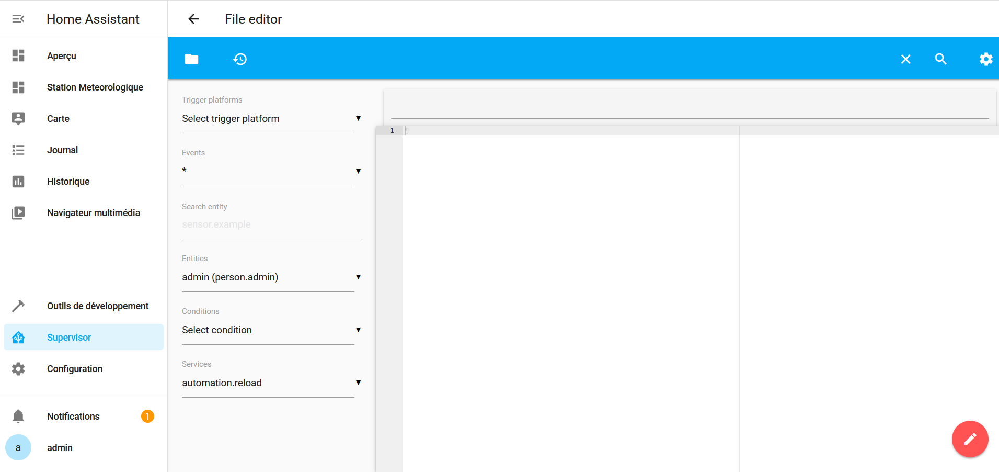 Home Assistant
File editor
Aperçu
Station Meteorologique
Carte
Journal
Historique
Navigateur multimédia
Outils de développement
Supervisor
Configuration
Notifications
1
a
admin
Trigger platforms
Select trigger platform
Events
*
Search entity
sensor.example
Entities
admin (person.admin)
Conditions
Select condition
Services
automation.reload
1